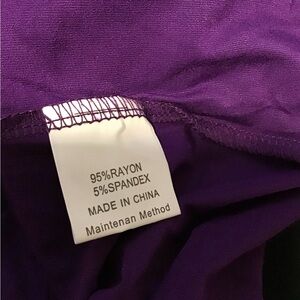 95%RAYON
5%SPANDEX
MADE IN CHINA
Maintenan Method